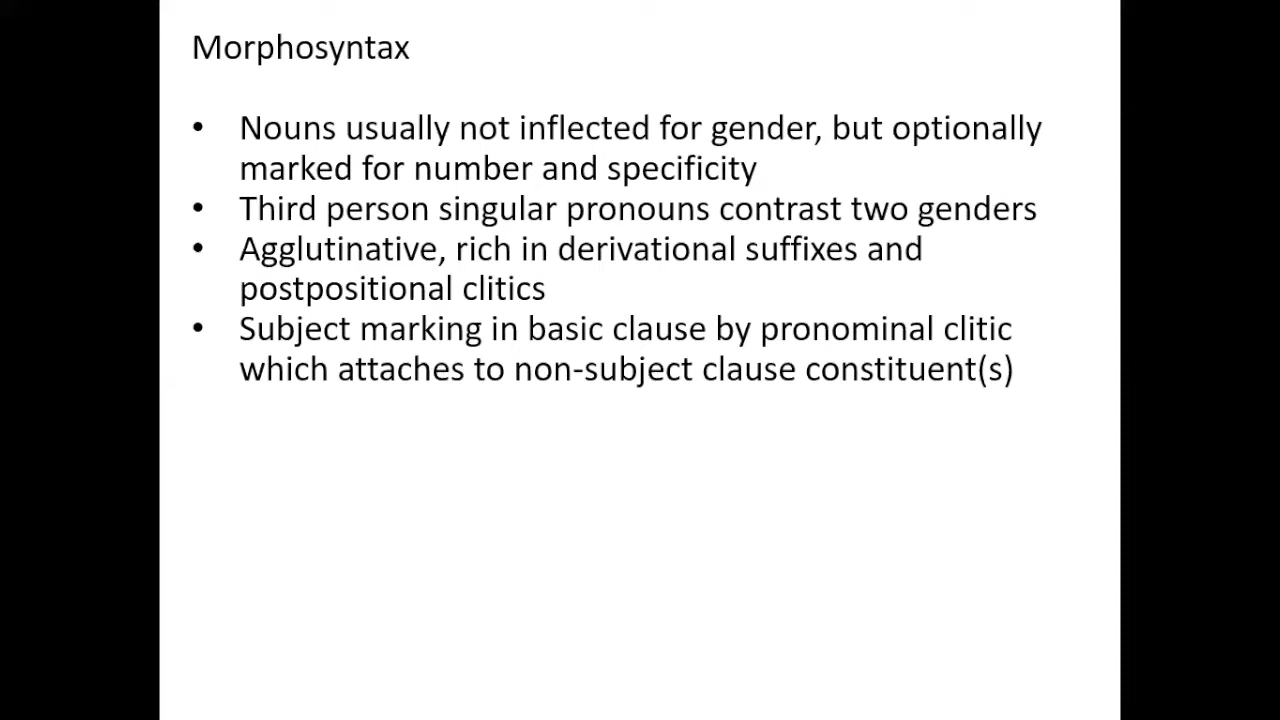 Morphosyntax
• Nouns usually not inflected for gender, but optionally
marked for number and specificity
• Third person singular pronouns contrast two genders
• Agglutinative, rich in derivational suffixes and
postpositional clitics
• Subject marking in basic clause by pronominal clitic
which attaches to non-subject clause constituent(s)